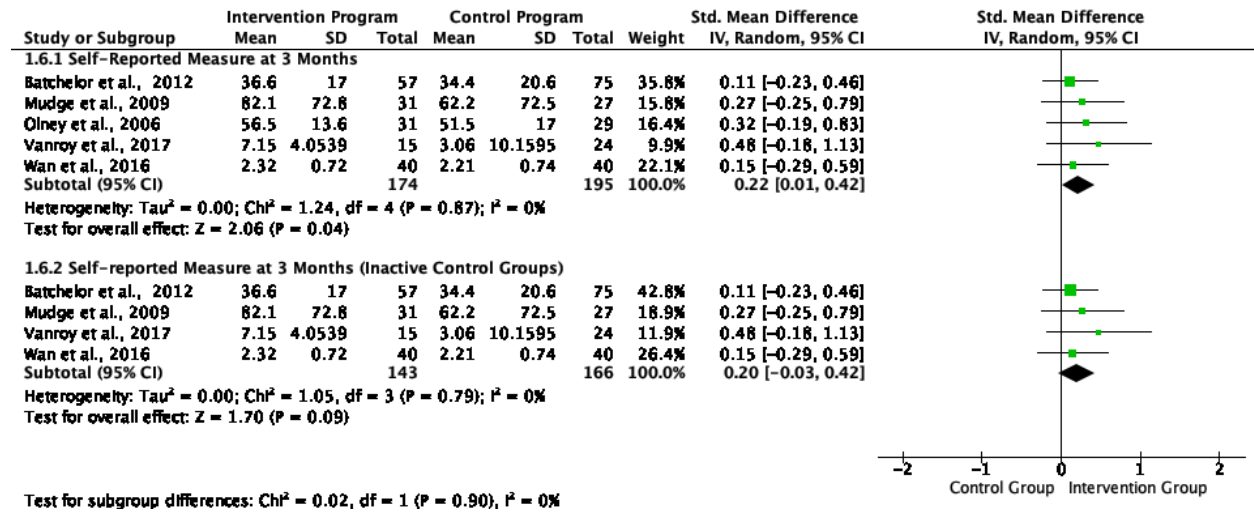 Intervention Program Control Program Std. Mean Difference Std. Mean Difference
Study or Subgroup Mean SD Total Mean SD Total Weight IV, Random, 95% CI IV, Random, 95% CI
1.6.1 Self-Reported Measure at 3 Months
Batchelor et al., 2012 36.6 17 57 34.4 20.6 75 35.8% 0.11 [-0.23, 0.46]
Mudge et al., 2009 82.1 72.8 31 62.2 72.5 27 15.8% 0.27 [-0.25, 0.79]
Olney et al., 2006 56.5 13.6 31 51.5 17 29 16.4% 0.32 [-0.19, 0.83]
Vanroy et al., 2017 7.15 4.0539 15 3.06 10.1595 24 9.9% 0.48 [-0.18, 1.13]
Wan et al., 2016 2.32 0.72 40 2.21 0.74 40 22.1% 0.15 [-0.29, 0.59]
Subtotal (95% CI) 174 195 100.0% 0.22 [0.01, 0.42]
Heterogeneity: Tau² = 0.00; Chi² = 1.24, df = 4 (P = 0.87); I² = 0%
Test for overall effect: Z = 2.06 (P = 0.04)
1.6.2 Self-reported Measure at 3 Months (Inactive Control Groups)
Batchelor et al., 2012 36.6 17 57 34.4 20.6 75 42.8% 0.11 [-0.23, 0.46]
Mudge et al., 2009 82.1 72.8 31 62.2 72.5 27 18.9% 0.27 [-0.25, 0.79]
Vanroy et al., 2017 7.15 4.0539 15 3.06 10.1595 24 11.9% 0.48 [-0.18, 1.13]
Wan et al., 2016 2.32 0.72 40 2.21 0.74 40 26.4% 0.15 [-0.29, 0.59]
Subtotal (95% CI) 143 166 100.0% 0.20 [-0.03, 0.42]
Heterogeneity: Tau² = 0.00; Chi² = 1.05, df = 3 (P = 0.79); I² = 0%
Test for overall effect: Z = 1.70 (P = 0.09)
-2 -1 0 1 2
Control Group Intervention Group
Test for subgroup differences: Chi² = 0.02, df = 1 (P = 0.90), I² = 0%